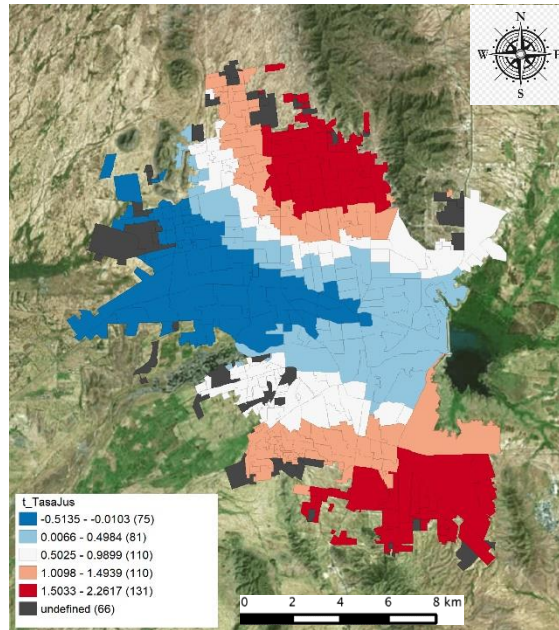 N
W E
S
t_TasaJus
-0.5135 - -0.0103 (75)
0.0066 - 0.4984 (81)
0.5025 - 0.9899 (110)
1.0098 - 1.4939 (110)
1.5033 - 2.2617 (131)
undefined (66)
0 2 4 6 8 km